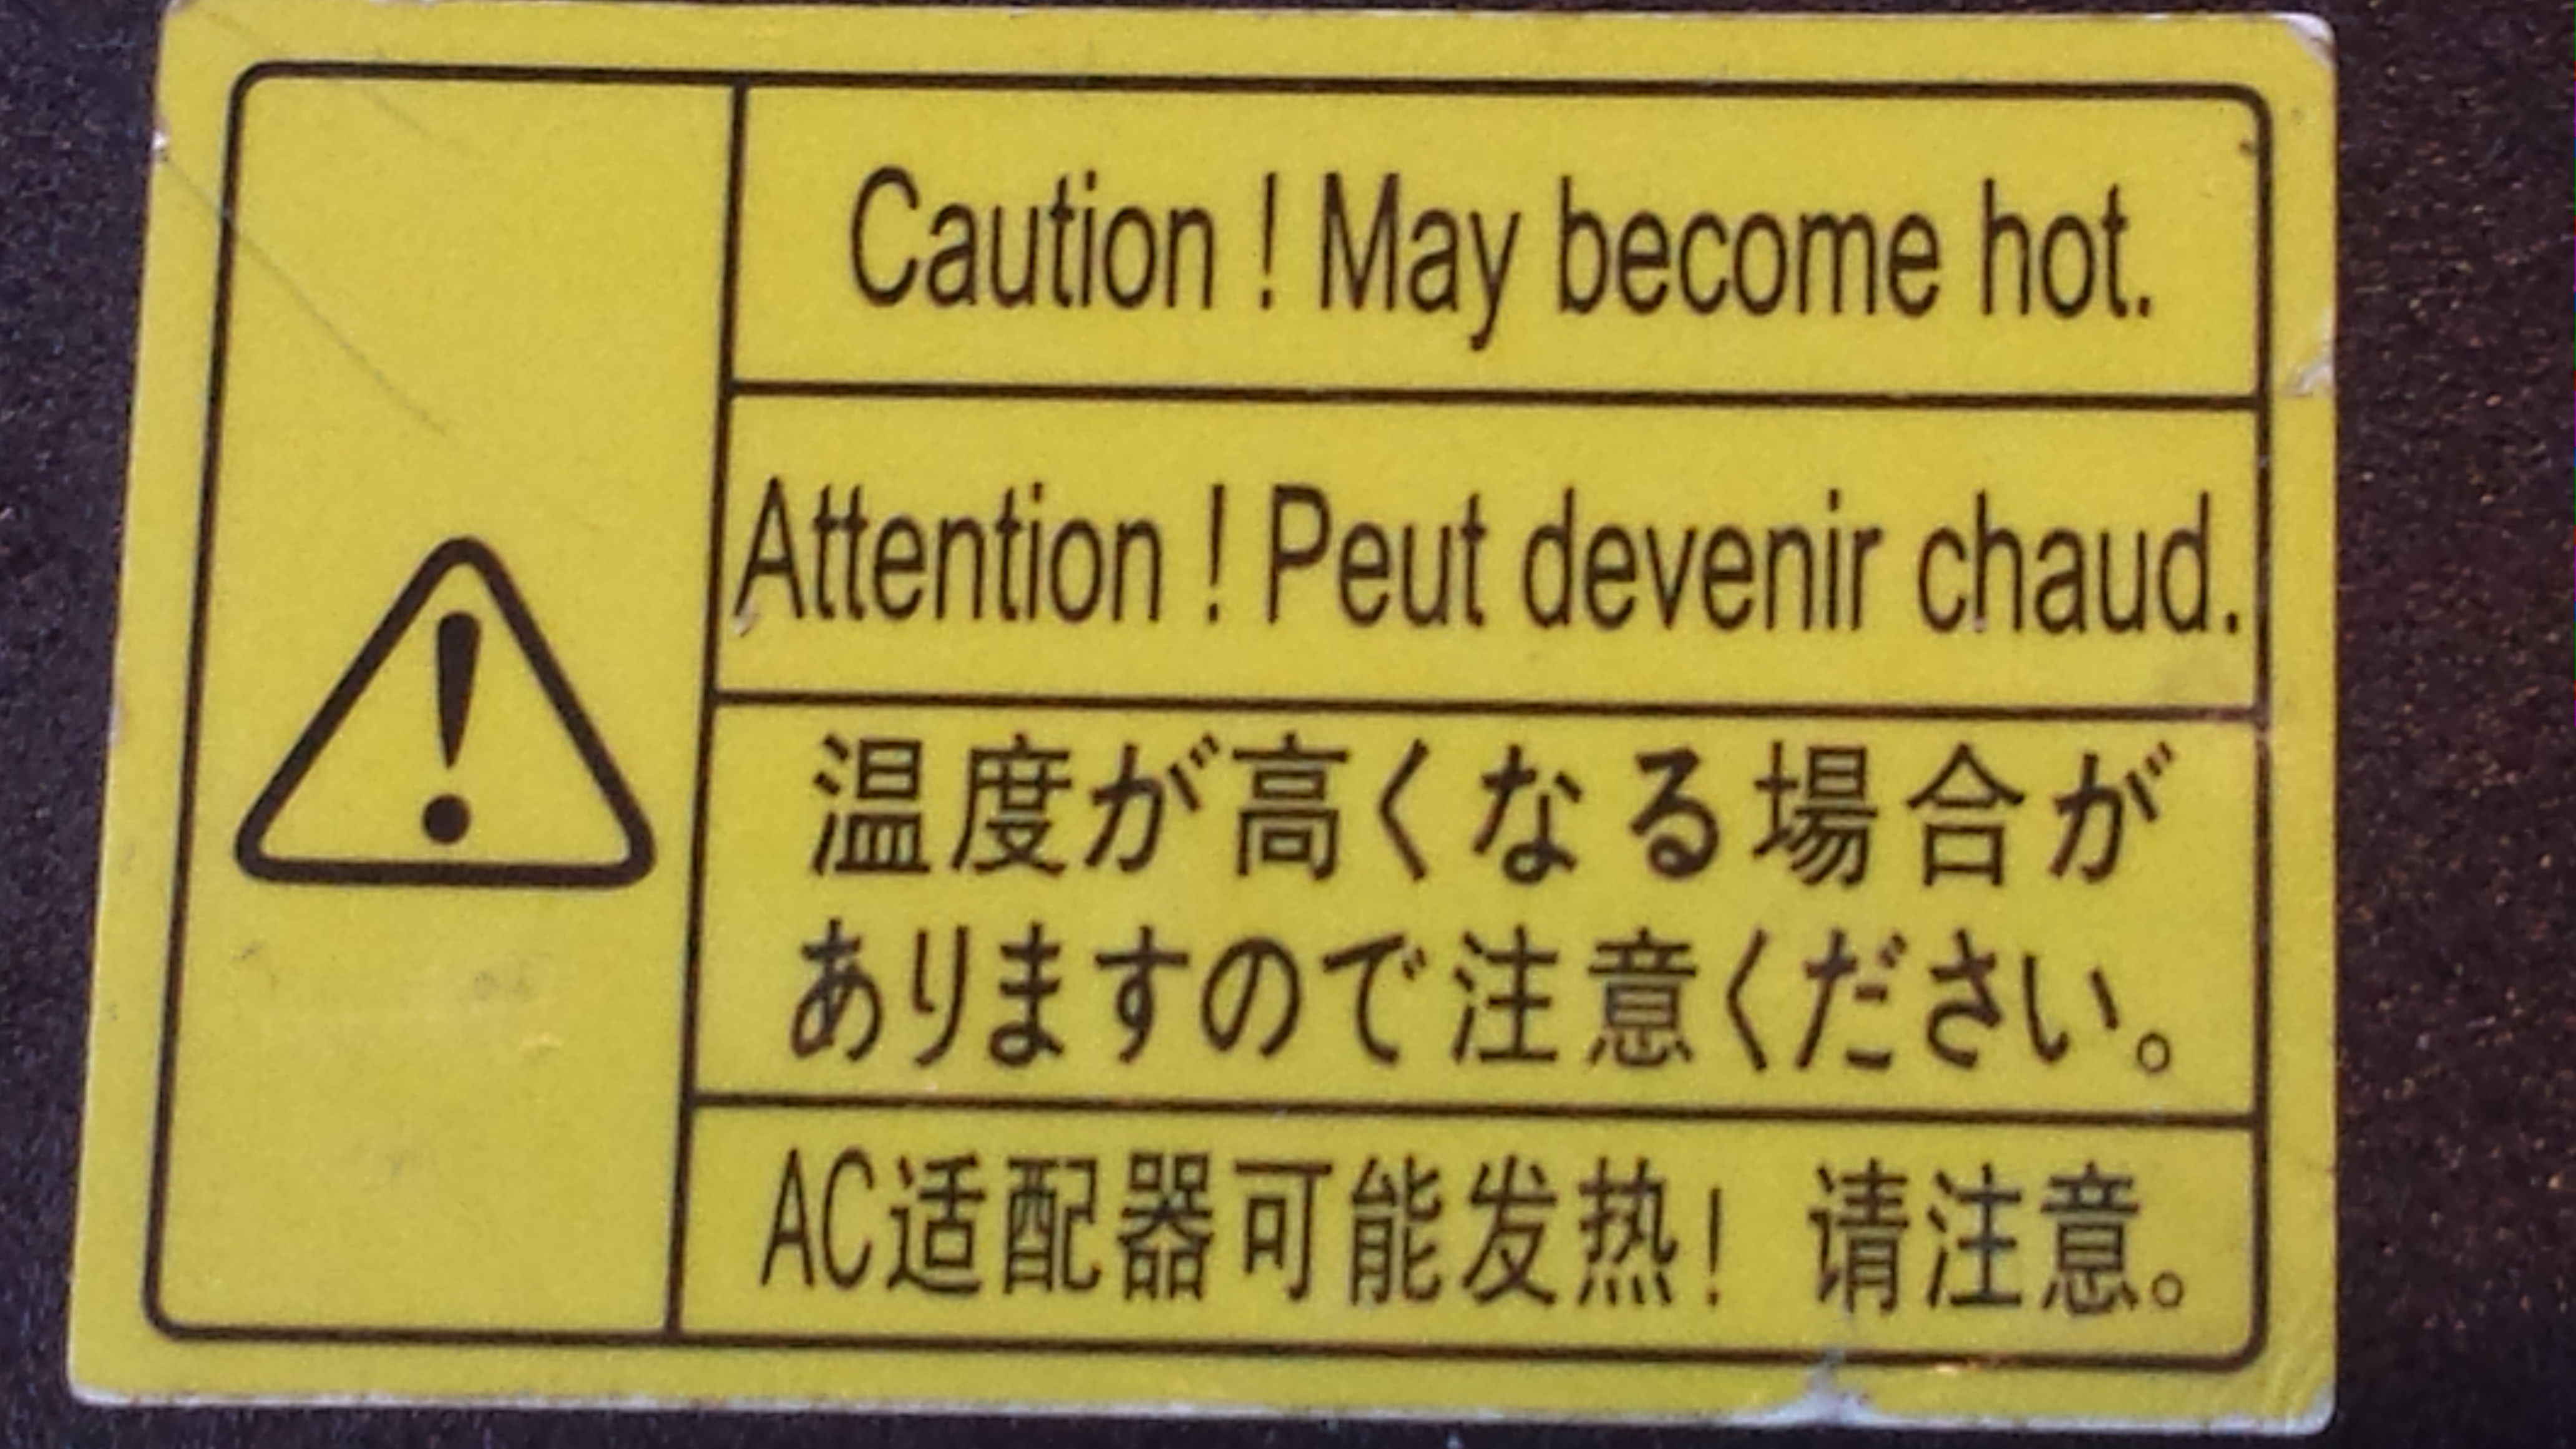 Caution ! May become hot.
Attention ! Peut devenir chaud.
温度が高くなる場合が
ありますので注意ください。
AC适配器可能发热！ 请注意。